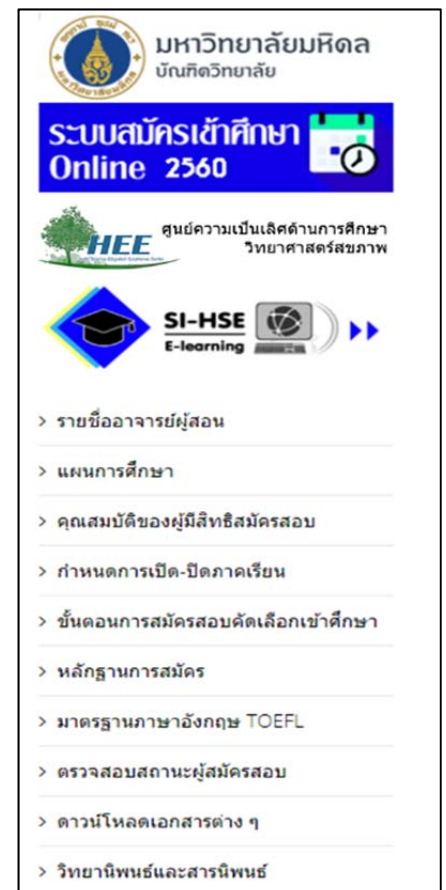 มหาวิทยาลัยมหิดล
บัณฑิตวิทยาลัย
ระบบสมัครเข้าศึกษา
Online 2560
HEE
ศูนย์ความเป็นเลิศด้านการศึกษา
วิทยาศาสตร์สุขภาพ
SI-HSE
E-learning
> รายชื่ออาจารย์ผู้สอน
> แผนการศึกษา
> คุณสมบัติของผู้มีสิทธิสมัครสอบ
> กำหนดการเปิด-ปิดภาคเรียน
> ขั้นตอนการสมัครสอบคัดเลือกเข้าศึกษา
> หลักฐานการสมัคร
> มาตรฐานภาษาอังกฤษ TOEFL
> ตรวจสอบสถานะผู้สมัครสอบ
> ดาวน์โหลดเอกสารต่าง ๆ
> วิทยานิพนธ์และสารนิพนธ์